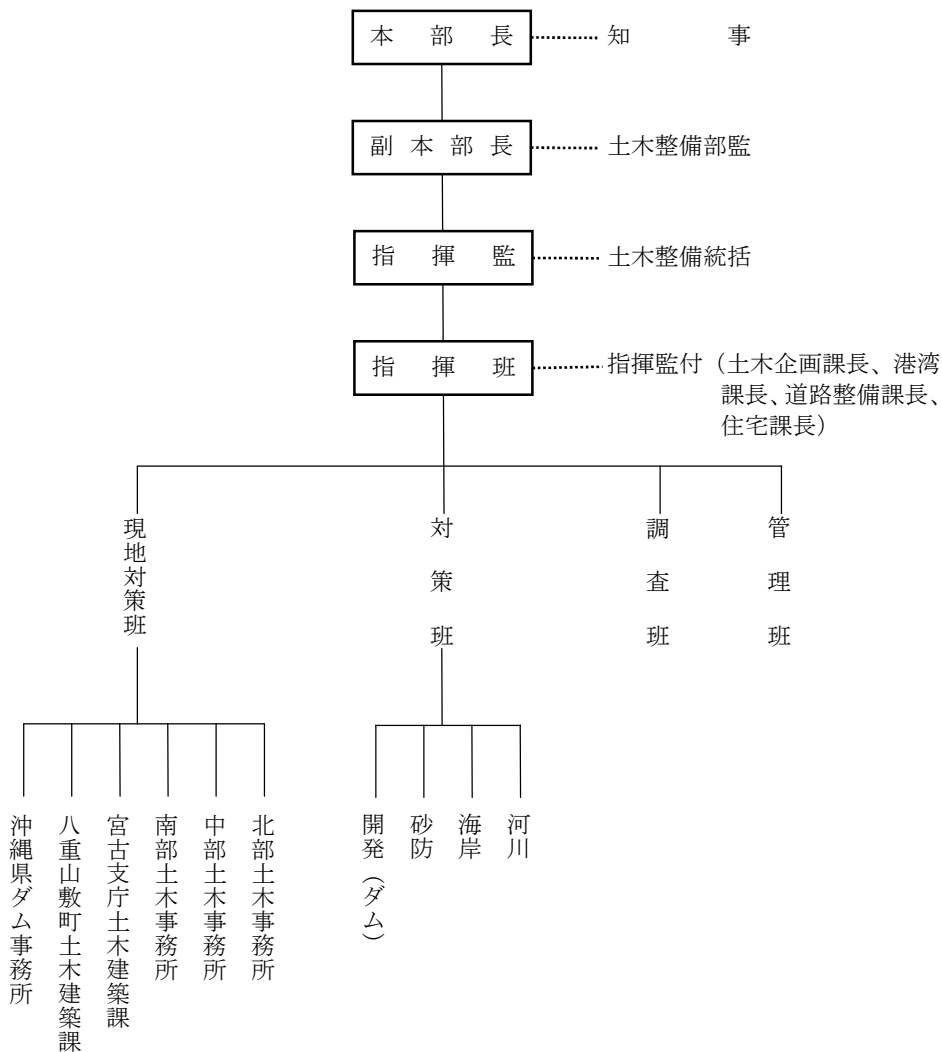 本部長 知事
副本部長 土木整備部監
指揮監 土木整備統括
指揮班 指揮監付（土木企画課長、港湾
課長、道路整備課長、
住宅課長）
管理班
調査班
対策班
現地対策班
河川
海岸
砂防
開発（ダム）
北部土木事務所
中部土木事務所
南部土木事務所
宮古支庁土木建築課
八重山敷町土木建築課
沖縄県ダム事務所